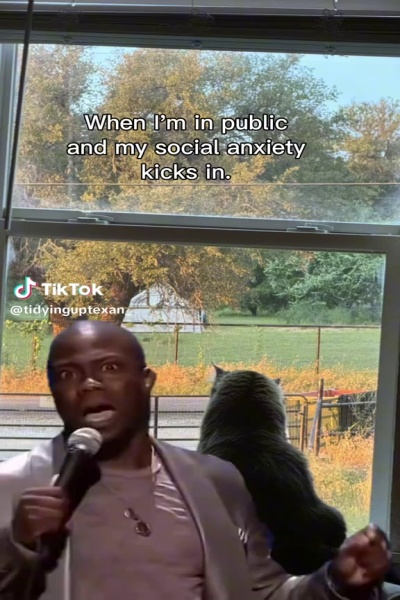 When I'm in public
and my social anxiety
kicks in.
TikTok
@tidyinguptexan